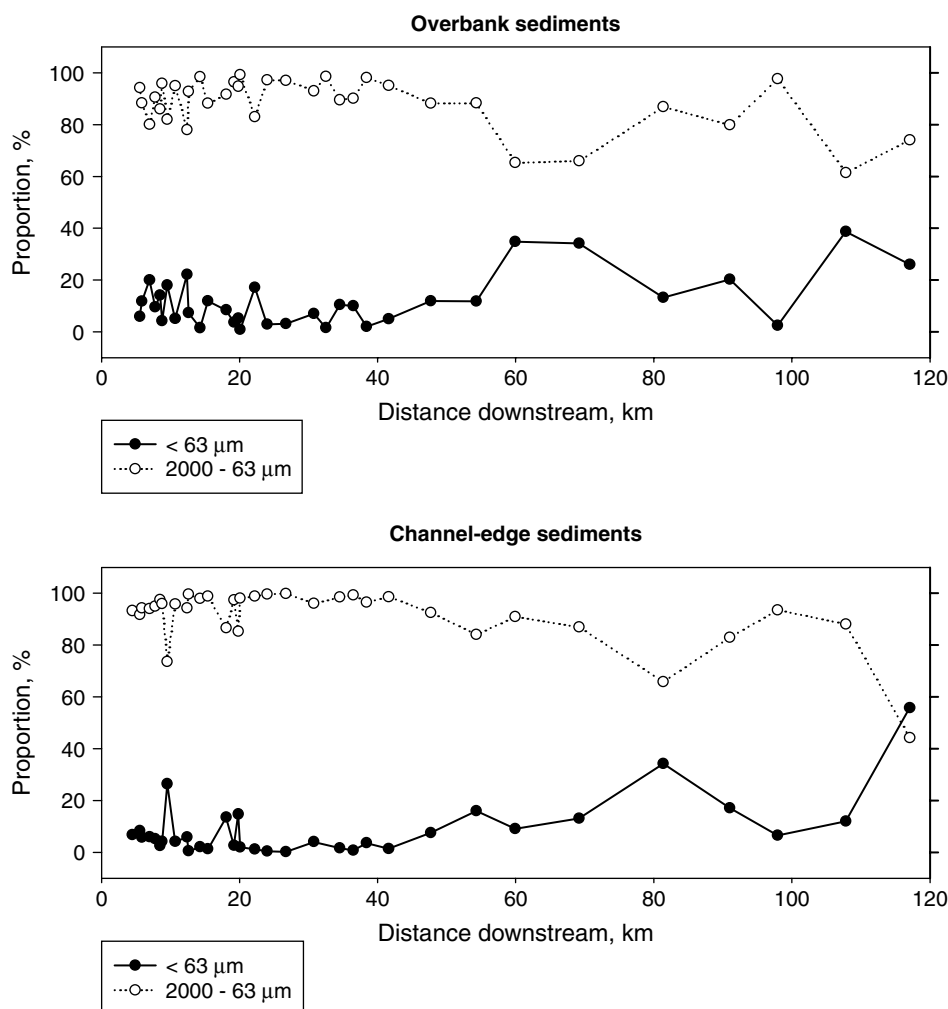 Overbank sediments
100
80
60
40
20
0
Proportion, %
0 20 40 60 80 100 120
Distance downstream, km
< 63 μm
2000 - 63 μm
Channel-edge sediments
100
80
60
40
20
0
Proportion, %
0 20 40 60 80 100 120
Distance downstream, km
< 63 μm
2000 - 63 μm